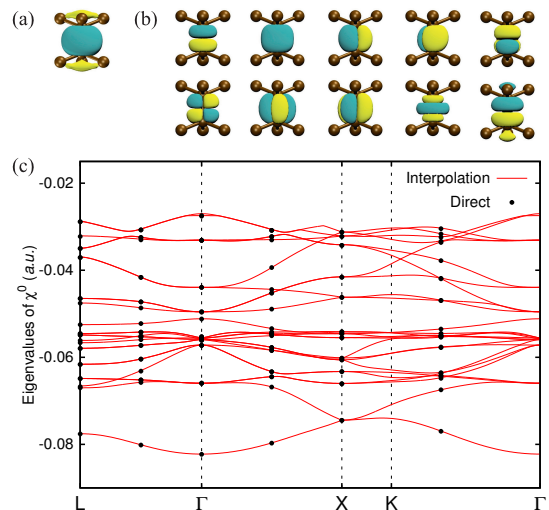 (a)
(b)
(c)
-0.02
Interpolation
Direct
-0.04
-0.06
-0.08
Eigenvalues of χ⁰ (a.u.)
L Γ X K Γ